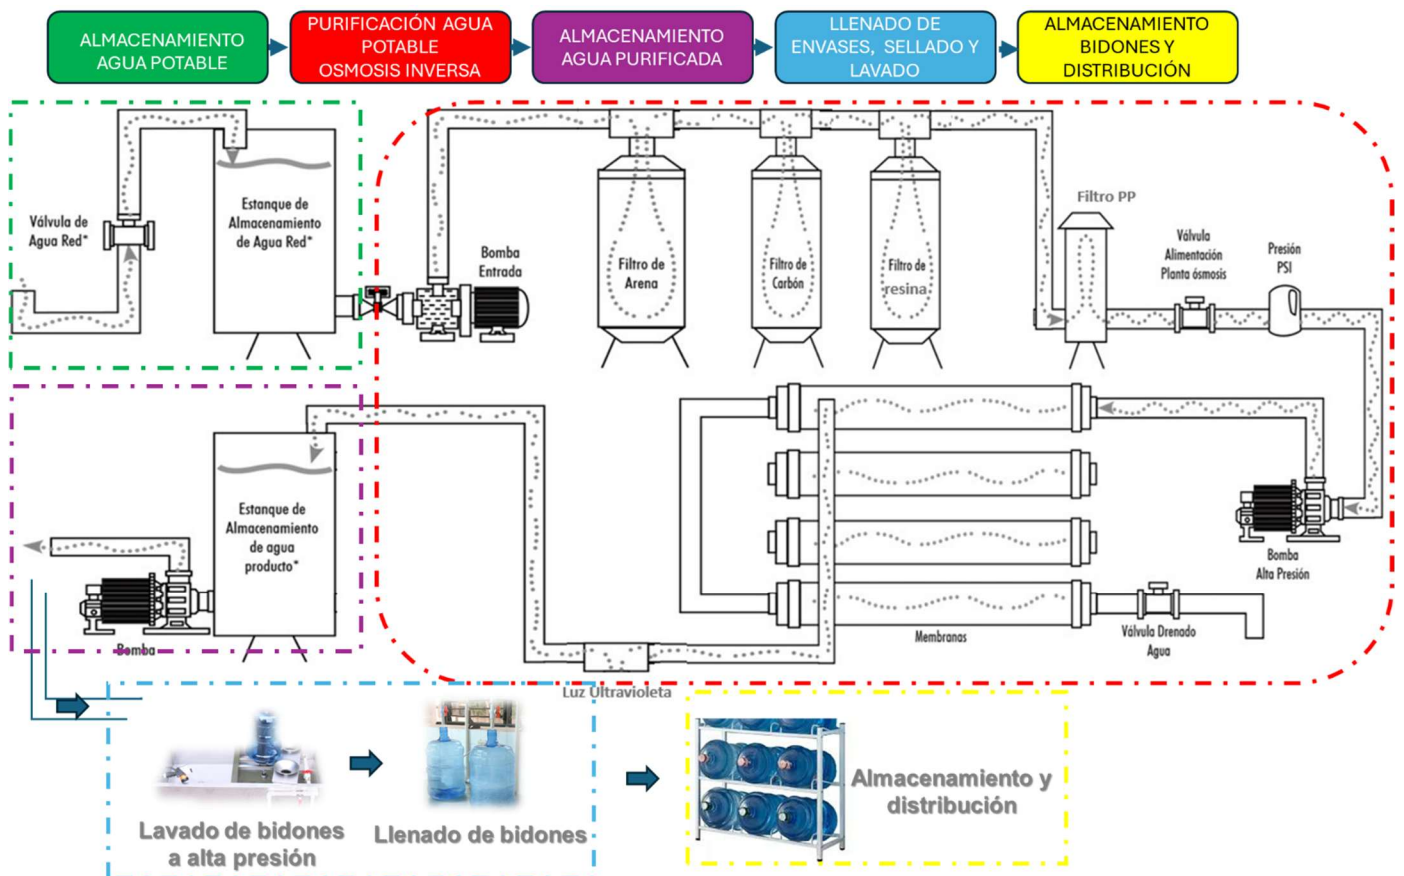 ALMACENAMIENTO
AGUA POTABLE
PURIFICACIÓN AGUA
POTABLE
OSMOSIS INVERSA
ALMACENAMIENTO
AGUA PURIFICADA
LLENADO DE
ENVASES, SELLADO Y
LAVADO
ALMACENAMIENTO
BIDONES Y
DISTRIBUCIÓN
Válvula de
Agua Red*
Estanque de
Almacenamiento
de Agua Red*
Bomba
Entrada
Filtro de
Arena
Filtro de
Carbón
Filtro de
resina
Filtro PP
Válvula
Alimentación
Planta ósmosis
Presión
PSI
Estanque de
Almacenamiento
de agua
producto*
Bomba
Bomba
Alta Presión
Membranas
Válvula Drenado
Agua
Luz Ultravioleta
Lavado de bidones
a alta presión
Llenado de bidones
Almacenamiento y
distribución